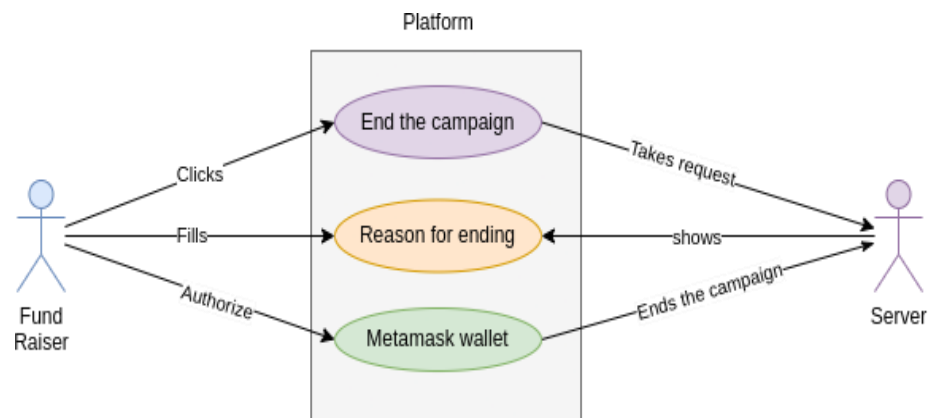 Platform
End the campaign
Clicks
Takes request
Reason for ending
Fills
shows
Authorize
Ends the campaign
Metamask wallet
Fund
Raiser
Server